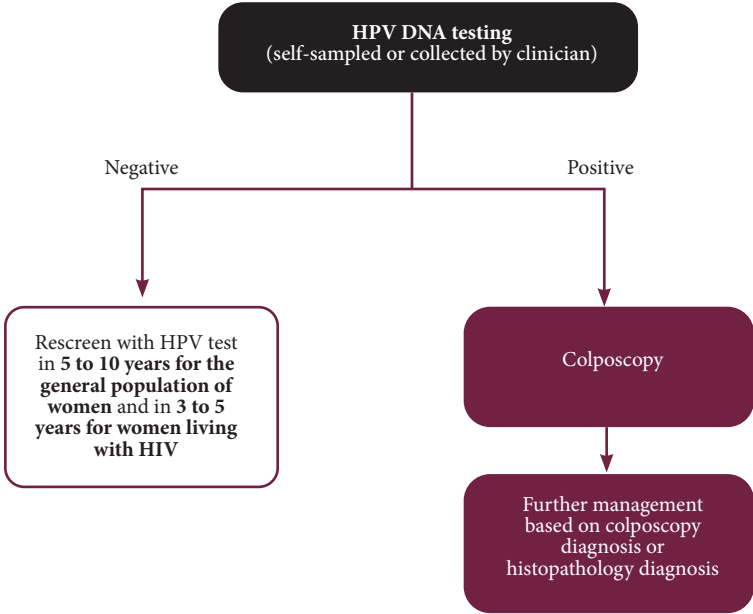 HPV DNA testing
(self-sampled or collected by clinician)
Negative
Positive
Rescreen with HPV test
in 5 to 10 years for the
general population of
women and in 3 to 5
years for women living
with HIV
Colposcopy
Further management
based on colposcopy
diagnosis or
histopathology diagnosis